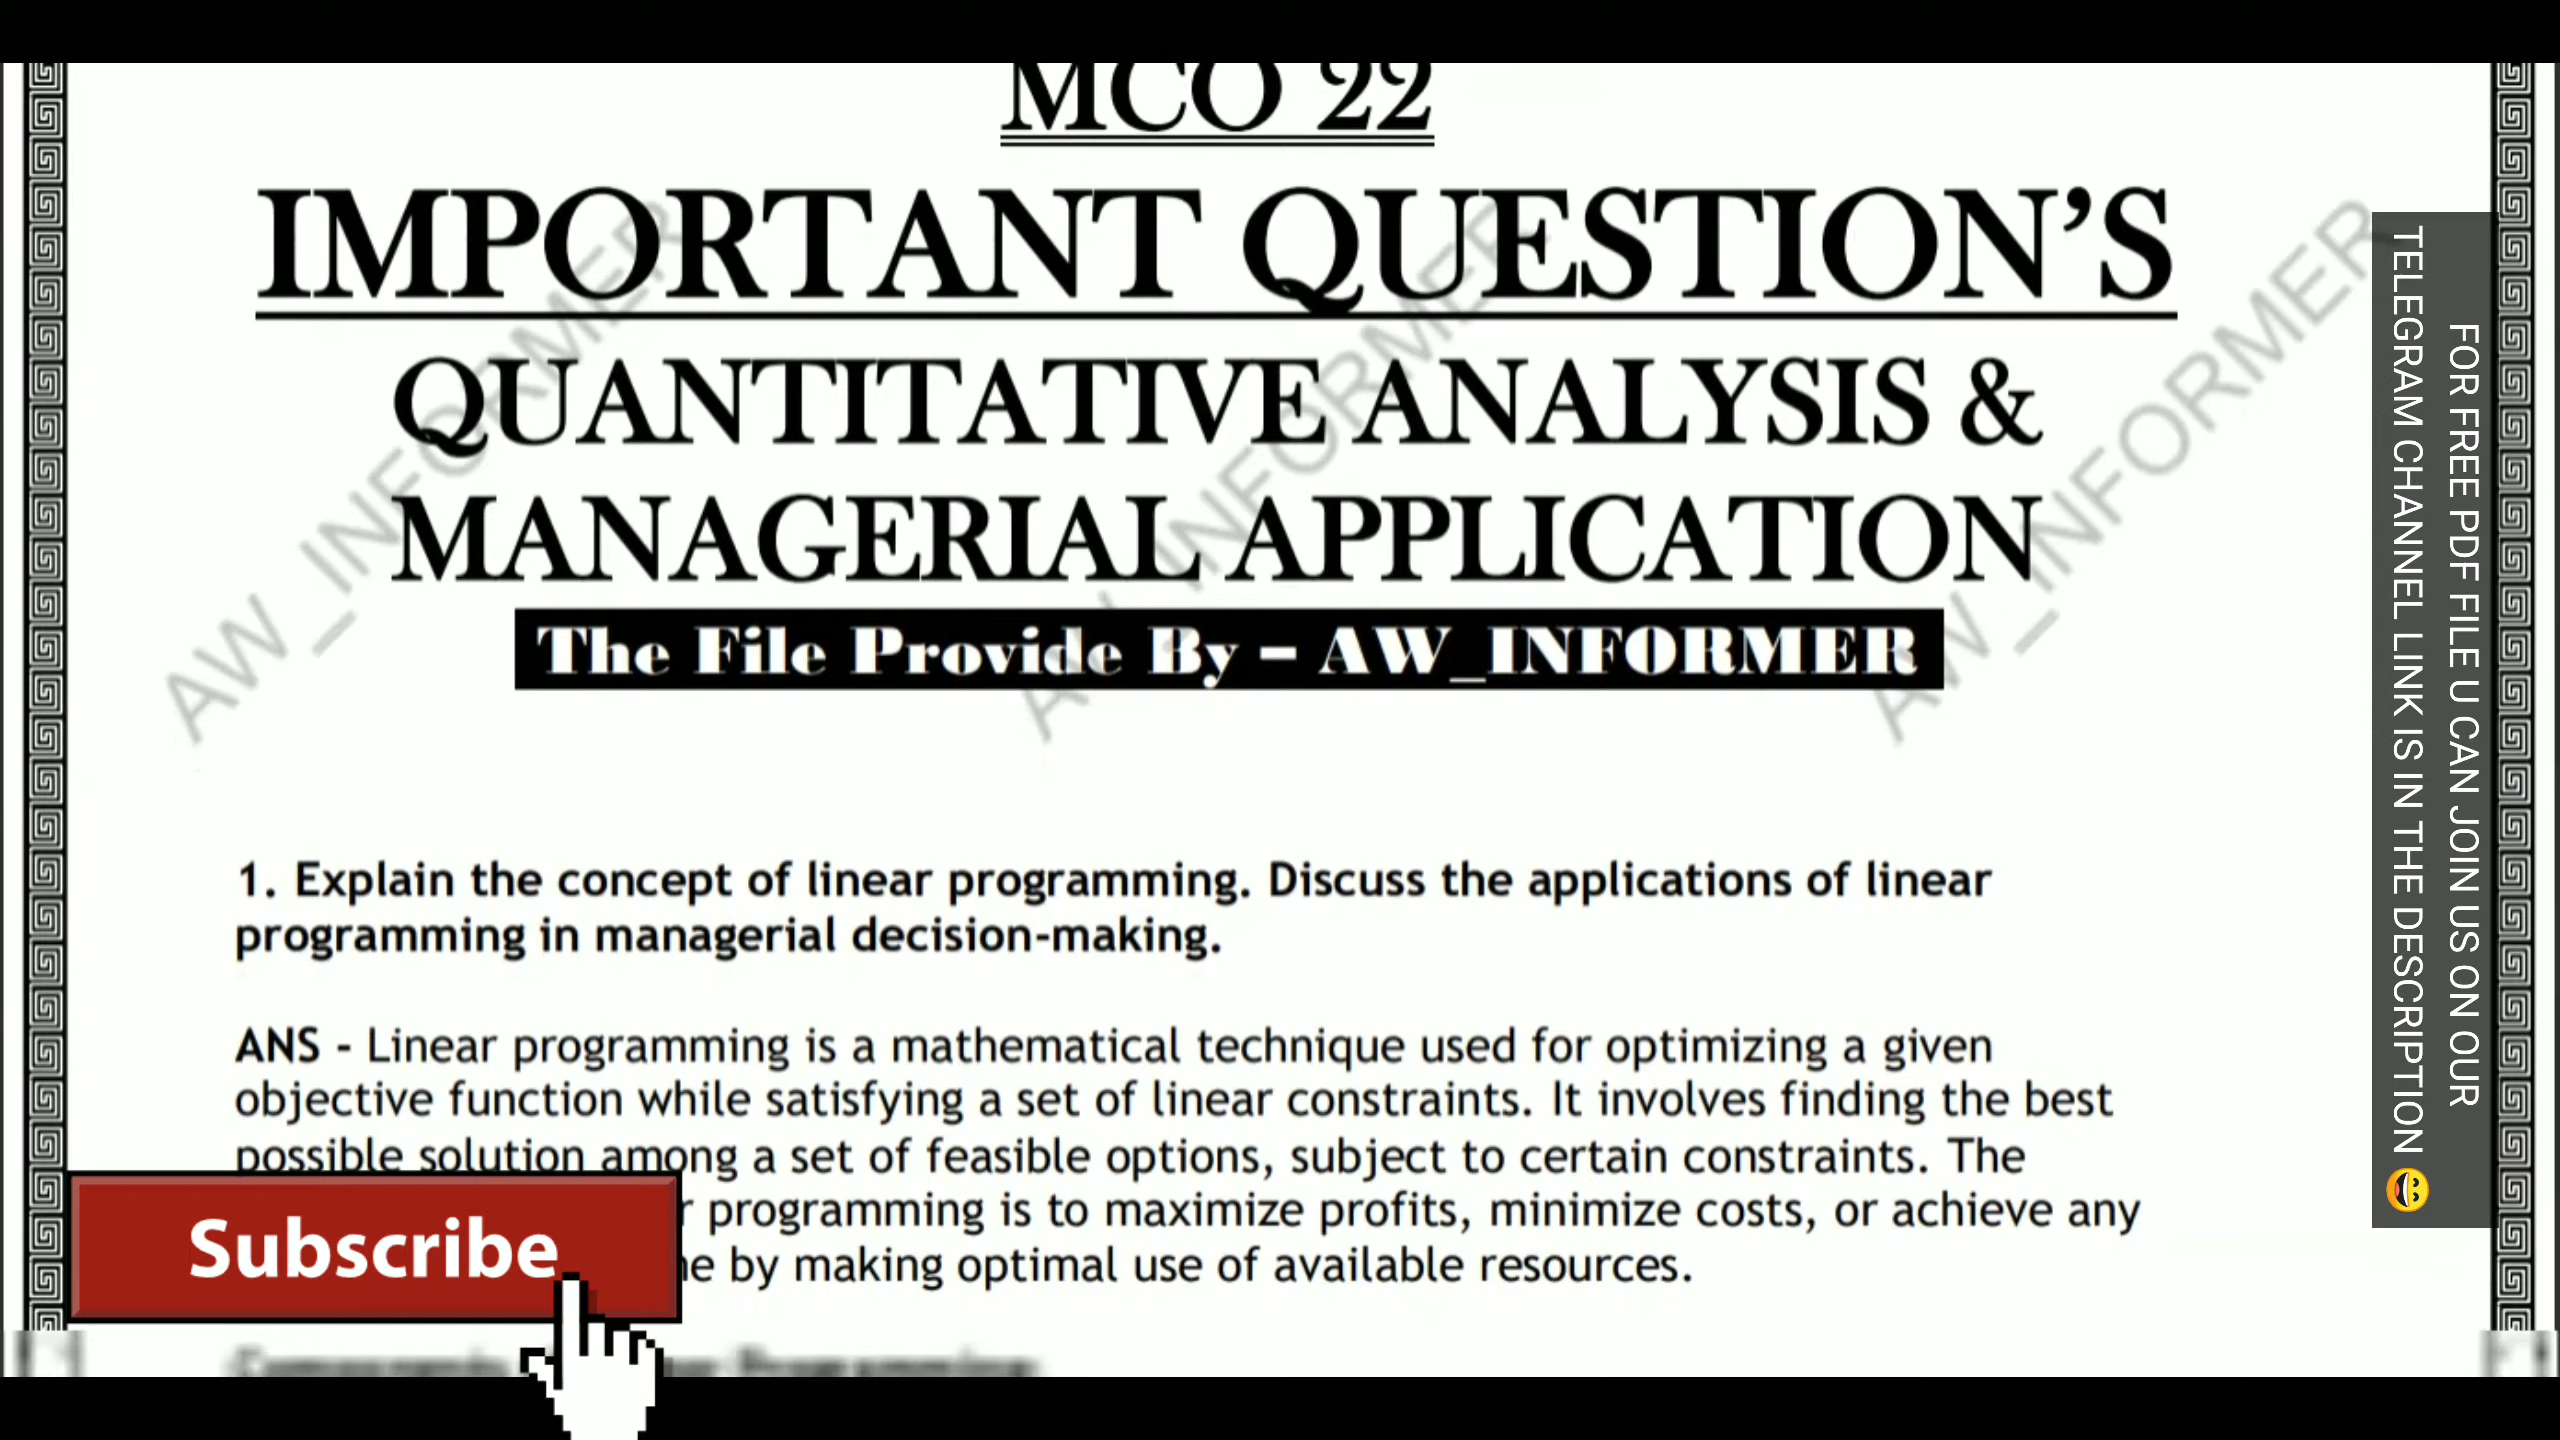 MCO 22
IMPORTANT QUESTION’S
QUANTITATIVE ANALYSIS &
MANAGERIAL APPLICATION
The File Provide By – AW_INFORMER
AW_INFORMER
AW_INFORMER
AW_INFORMER
1. Explain the concept of linear programming. Discuss the applications of linear
programming in managerial decision-making.
ANS - Linear programming is a mathematical technique used for optimizing a given
objective function while satisfying a set of linear constraints. It involves finding the best
possible solution among a set of feasible options, subject to certain constraints. The
programming is to maximize profits, minimize costs, or achieve any
by making optimal use of available resources.
Subscribe
Programming
FOR FREE PDF FILE U CAN JOIN US ON OUR
TELEGRAM CHANNEL LINK IS IN THE DESCRIPTION 😄